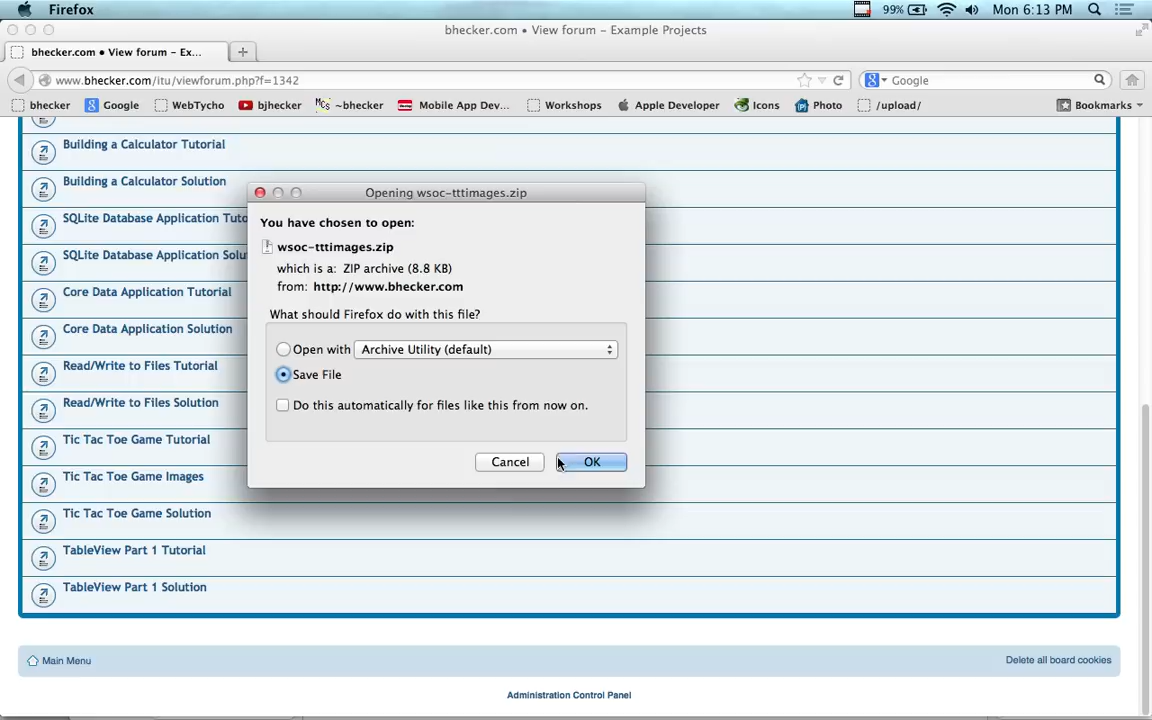 Firefox
99%
Mon 6:13 PM
bhecker.com • View forum – Example Projects
bhecker.com • View forum – Ex...
www.bhecker.com/itu/viewforum.php?f=1342
Google
bhecker
Google
WebTycho
bjhecker
~bhecker
Mobile App Dev...
Workshops
Apple Developer
Icons
Photo
/upload/
Bookmarks
Building a Calculator Tutorial
Building a Calculator Solution
SQLite Database Application Tuto
SQLite Database Application Solu
Core Data Application Tutorial
Core Data Application Solution
Read/Write to Files Tutorial
Read/Write to Files Solution
Tic Tac Toe Game Tutorial
Tic Tac Toe Game Images
Tic Tac Toe Game Solution
TableView Part 1 Tutorial
TableView Part 1 Solution
Opening wsoc-tttimages.zip
You have chosen to open:
wsoc-tttimages.zip
which is a: ZIP archive (8.8 KB)
from: http://www.bhecker.com
What should Firefox do with this file?
Open with Archive Utility (default)
Save File
Do this automatically for files like this from now on.
Cancel
OK
Main Menu
Delete all board cookies
Administration Control Panel